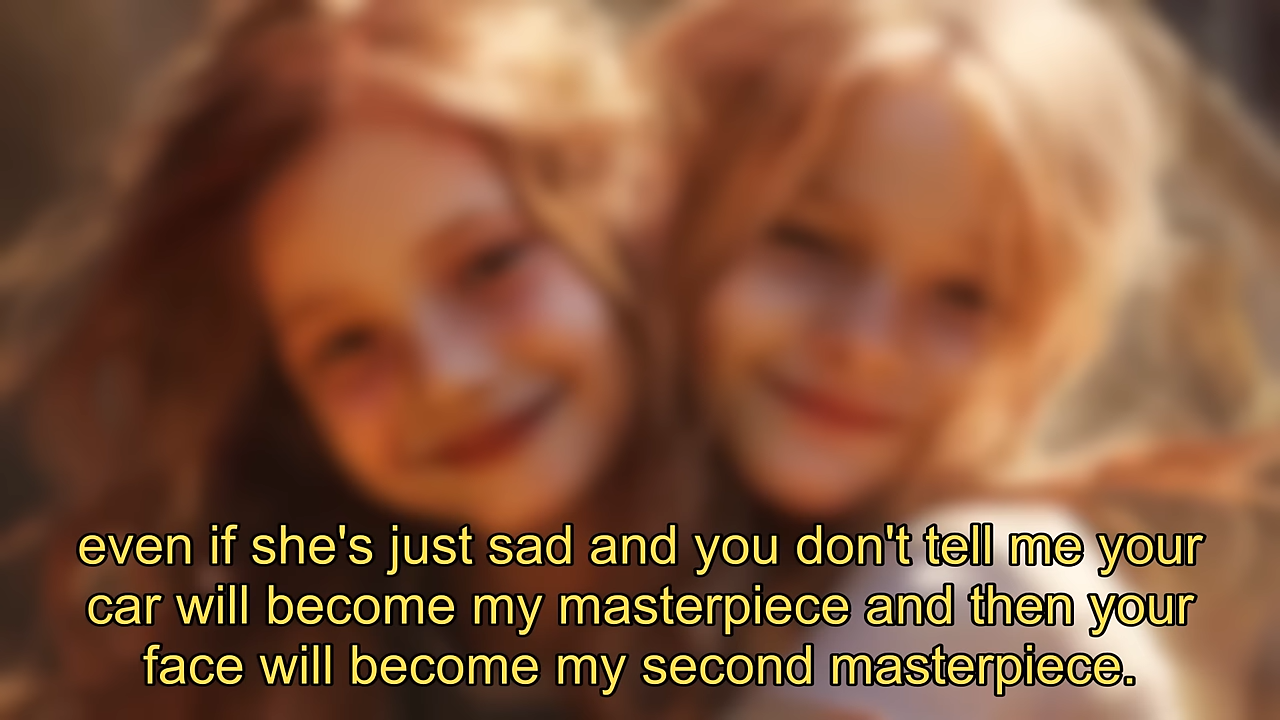 even if she's just sad and you don't tell me your
car will become my masterpiece and then your
face will become my second masterpiece.